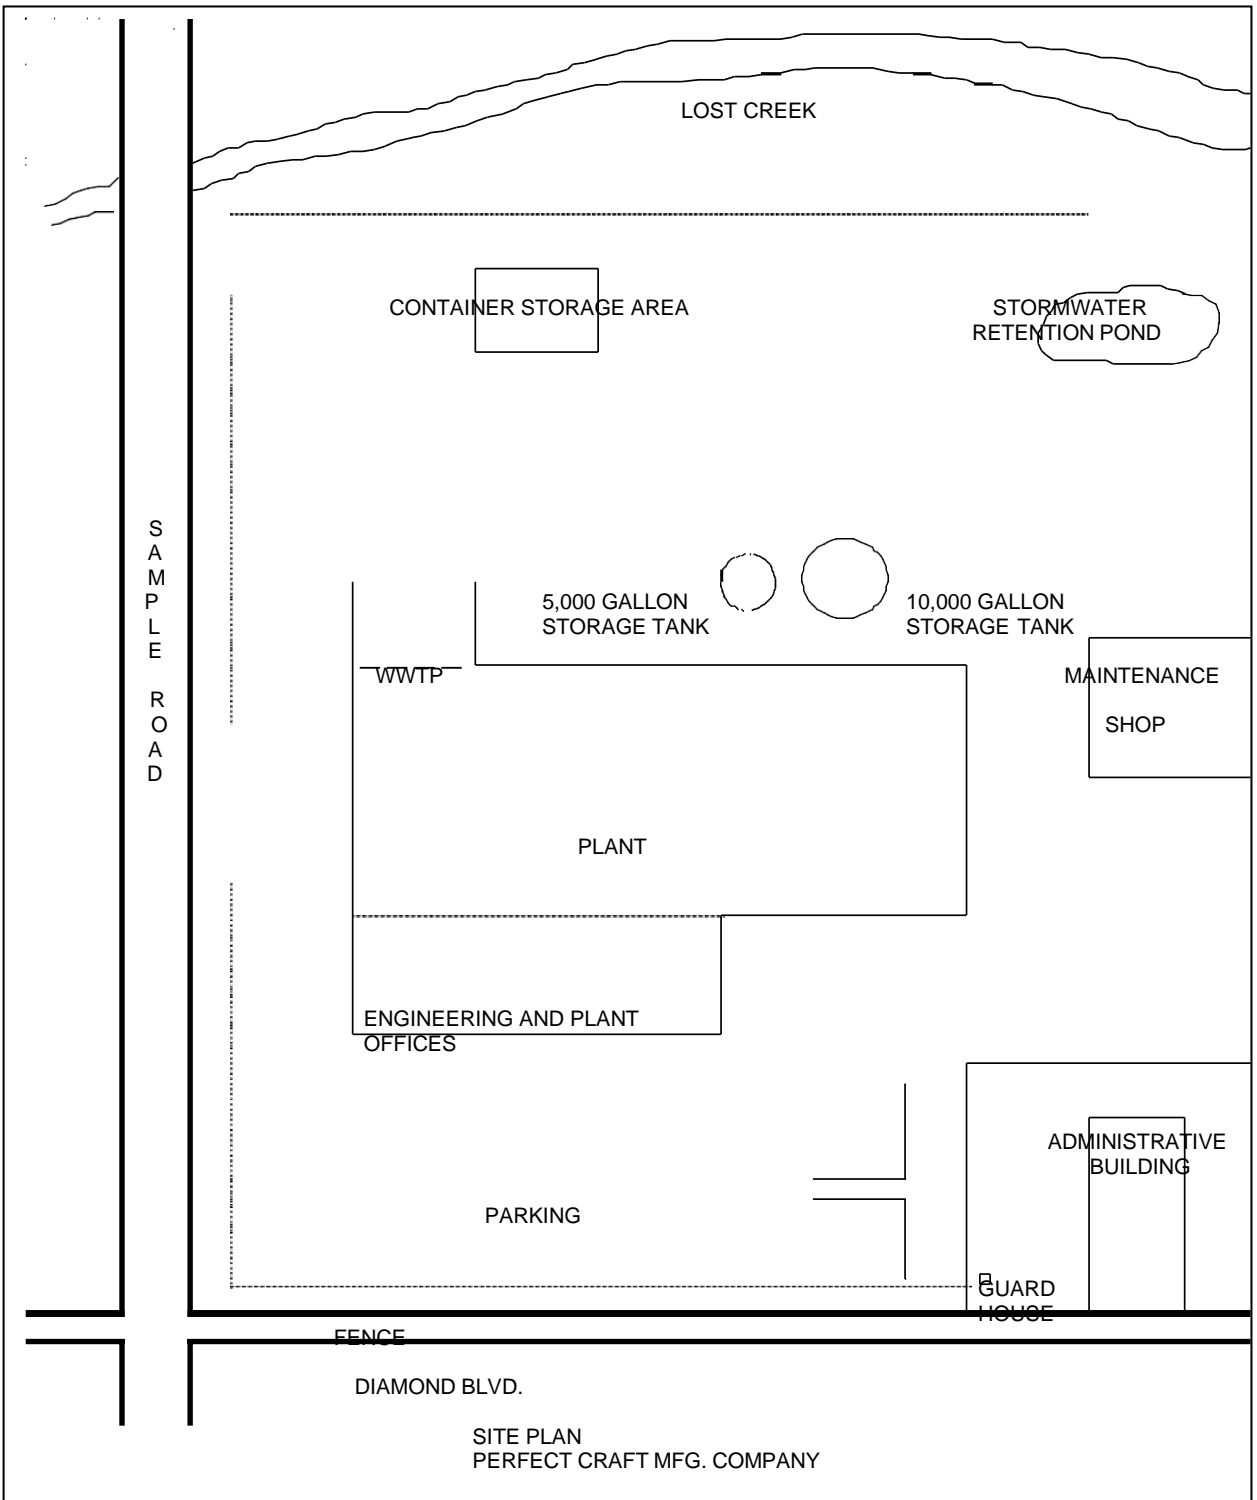 LOST CREEK
CONTAINER STORAGE AREA
STORMWATER
RETENTION POND
SAMPLE ROAD
5,000 GALLON
STORAGE TANK
10,000 GALLON
STORAGE TANK
WWTP
MAINTENANCE
SHOP
PLANT
ENGINEERING AND PLANT
OFFICES
ADMINISTRATIVE
BUILDING
PARKING
GUARD
HOUSE
FENCE
DIAMOND BLVD.
SITE PLAN
PERFECT CRAFT MFG. COMPANY